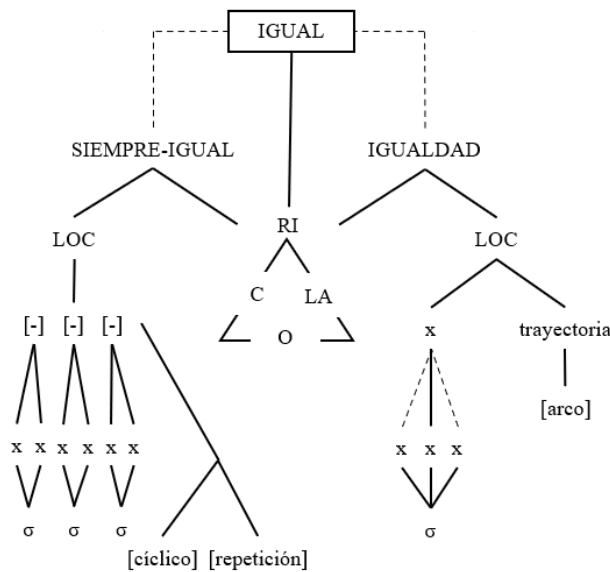 IGUAL
SIEMPRE-IGUAL IGUALDAD
RI
LOC LOC
C LA
[-] [-] [-] O x trayectoria
[arco]
x x x x x x x x x
σ σ σ σ
[cíclico] [repetición]